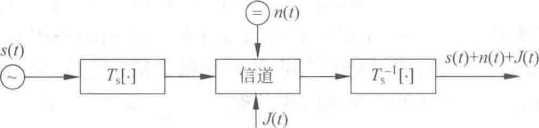 = n(t)
s(t)
~
Ts[·]
信道
Ts⁻¹[·]
s(t)+n(t)+J(t)
J(t)